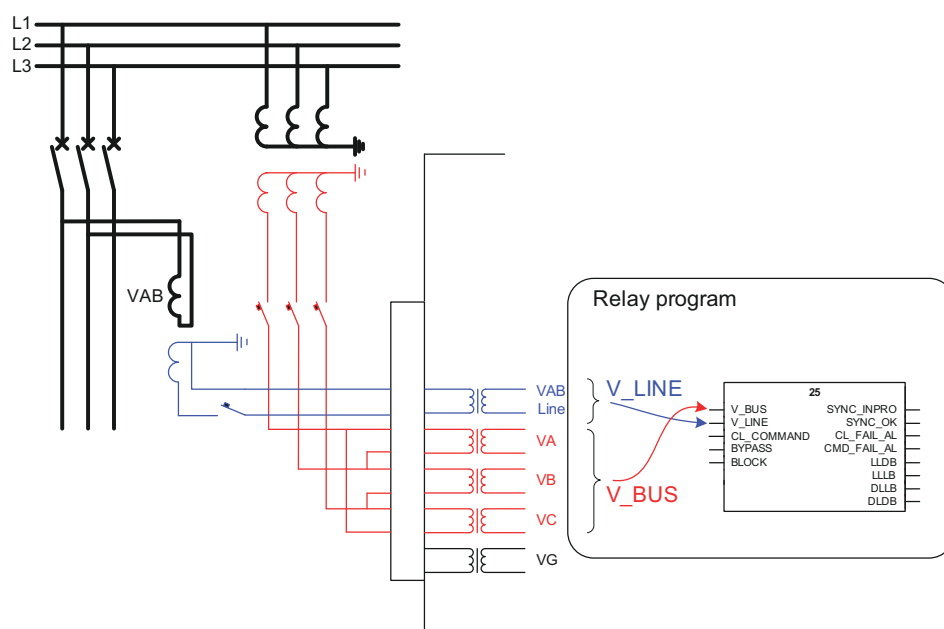 L1
L2
L3
VAB
Relay program
VAB
Line
VA
VB
VC
VG
V_LINE
V_BUS
25
V_BUS
V_LINE
CL_COMMAND
BYPASS
BLOCK
SYNC_INPRO
SYNC_OK
CL_FAIL_AL
CMD_FAIL_AL
LLDB
LLLB
DLLB
DLDB